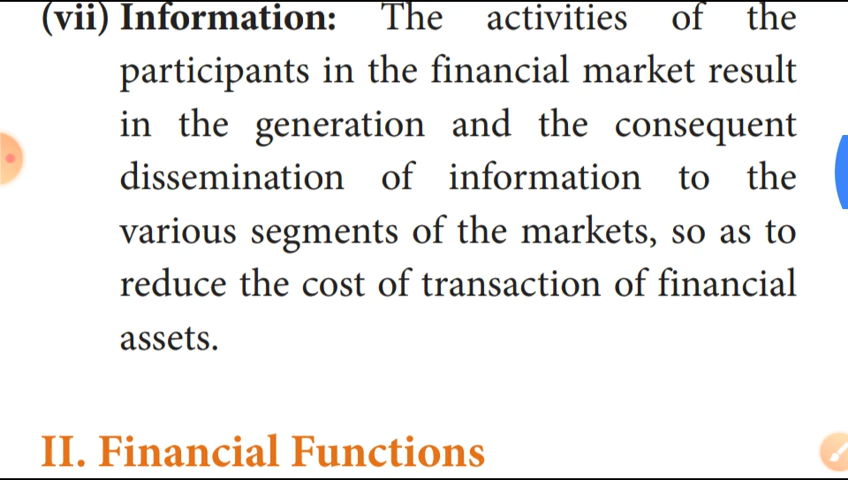 (vii) Information: The activities of the
participants in the financial market result
in the generation and the consequent
dissemination of information to the
various segments of the markets, so as to
reduce the cost of transaction of financial
assets.
II. Financial Functions